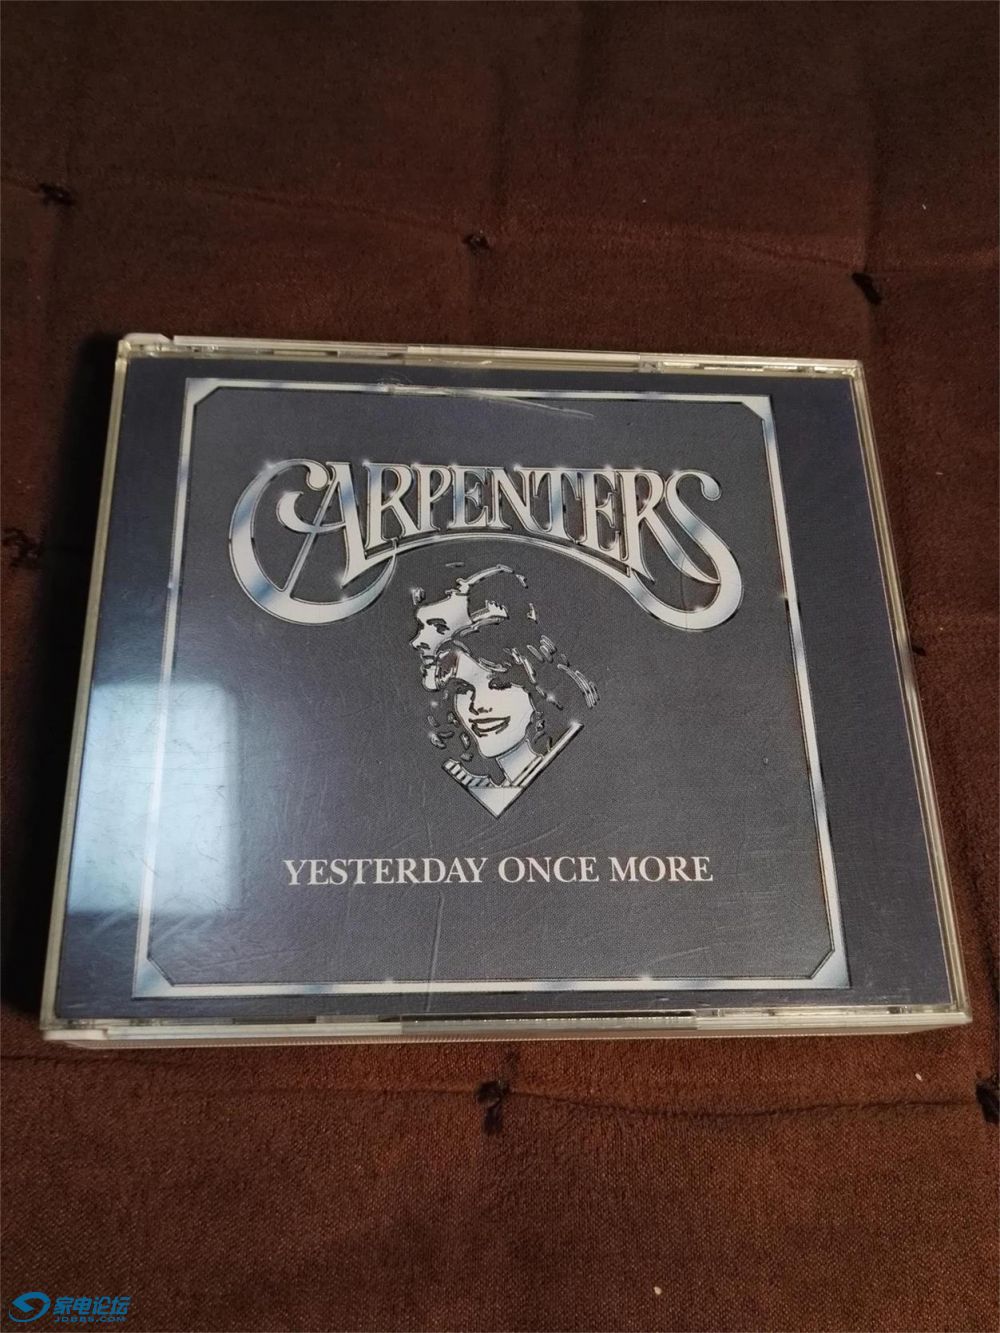 CARPENTERS
YESTERDAY ONCE MORE
家电论坛
JDBBS.COM